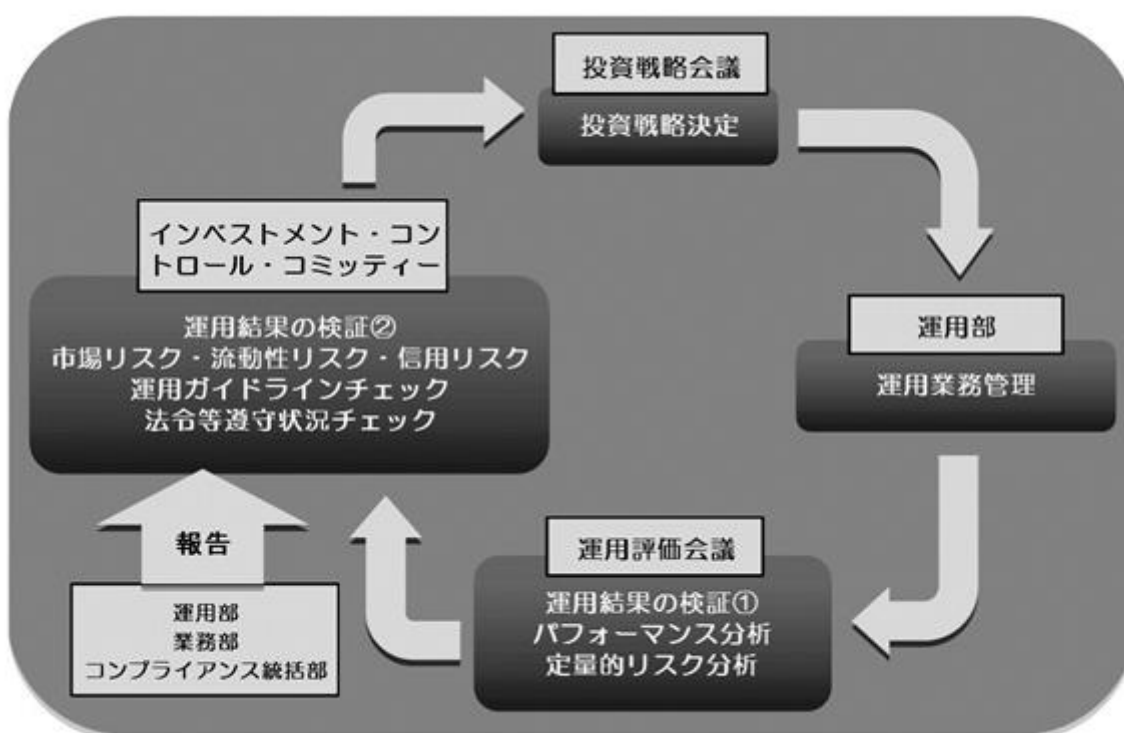 投資戦略会議
投資戦略決定
インベストメント・コン
トロール・コミッティー
運用結果の検証②
市場リスク・流動性リスク・信用リスク
運用ガイドラインチェック
法令等遵守状況チェック
運用部
運用業務管理
運用評価会議
運用結果の検証①
パフォーマンス分析
定量的リスク分析
報告
運用部
業務部
コンプライアンス統括部